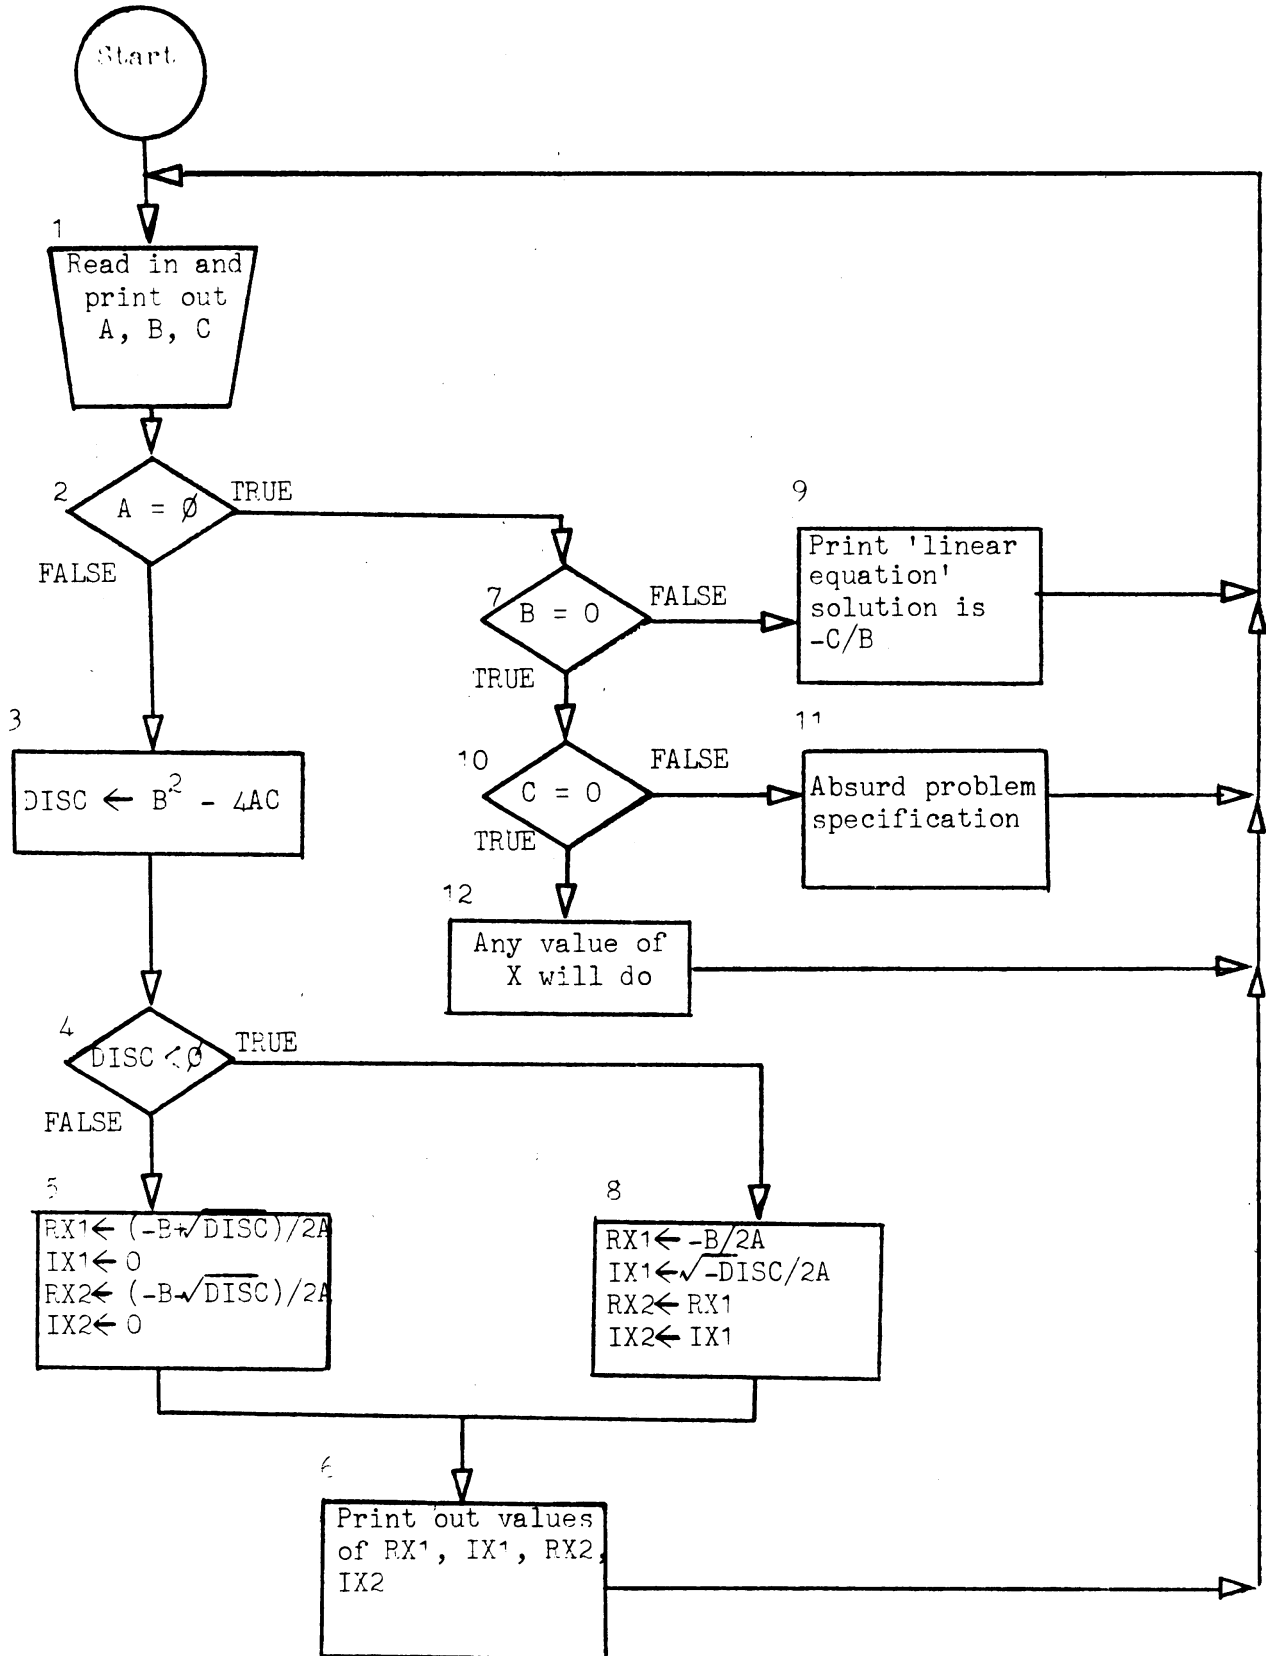 Start
1
Read in and
print out
A, B, C
2
A = Ø
TRUE
FALSE
7
B = 0
FALSE
TRUE
9
Print 'linear
equation'
solution is
-C/B
10
C = 0
FALSE
TRUE
11
Absurd problem
specification
12
Any value of
X will do
3
DISC ← B² - 4AC
4
DISC < Ø
TRUE
FALSE
5
RX1← (-B+√DISC)/2A
IX1← 0
RX2← (-B-√DISC)/2A
IX2← 0
8
RX1← -B/2A
IX1←√-DISC/2A
RX2← RX1
IX2← IX1
6
Print out values
of RX1, IX1, RX2,
IX2